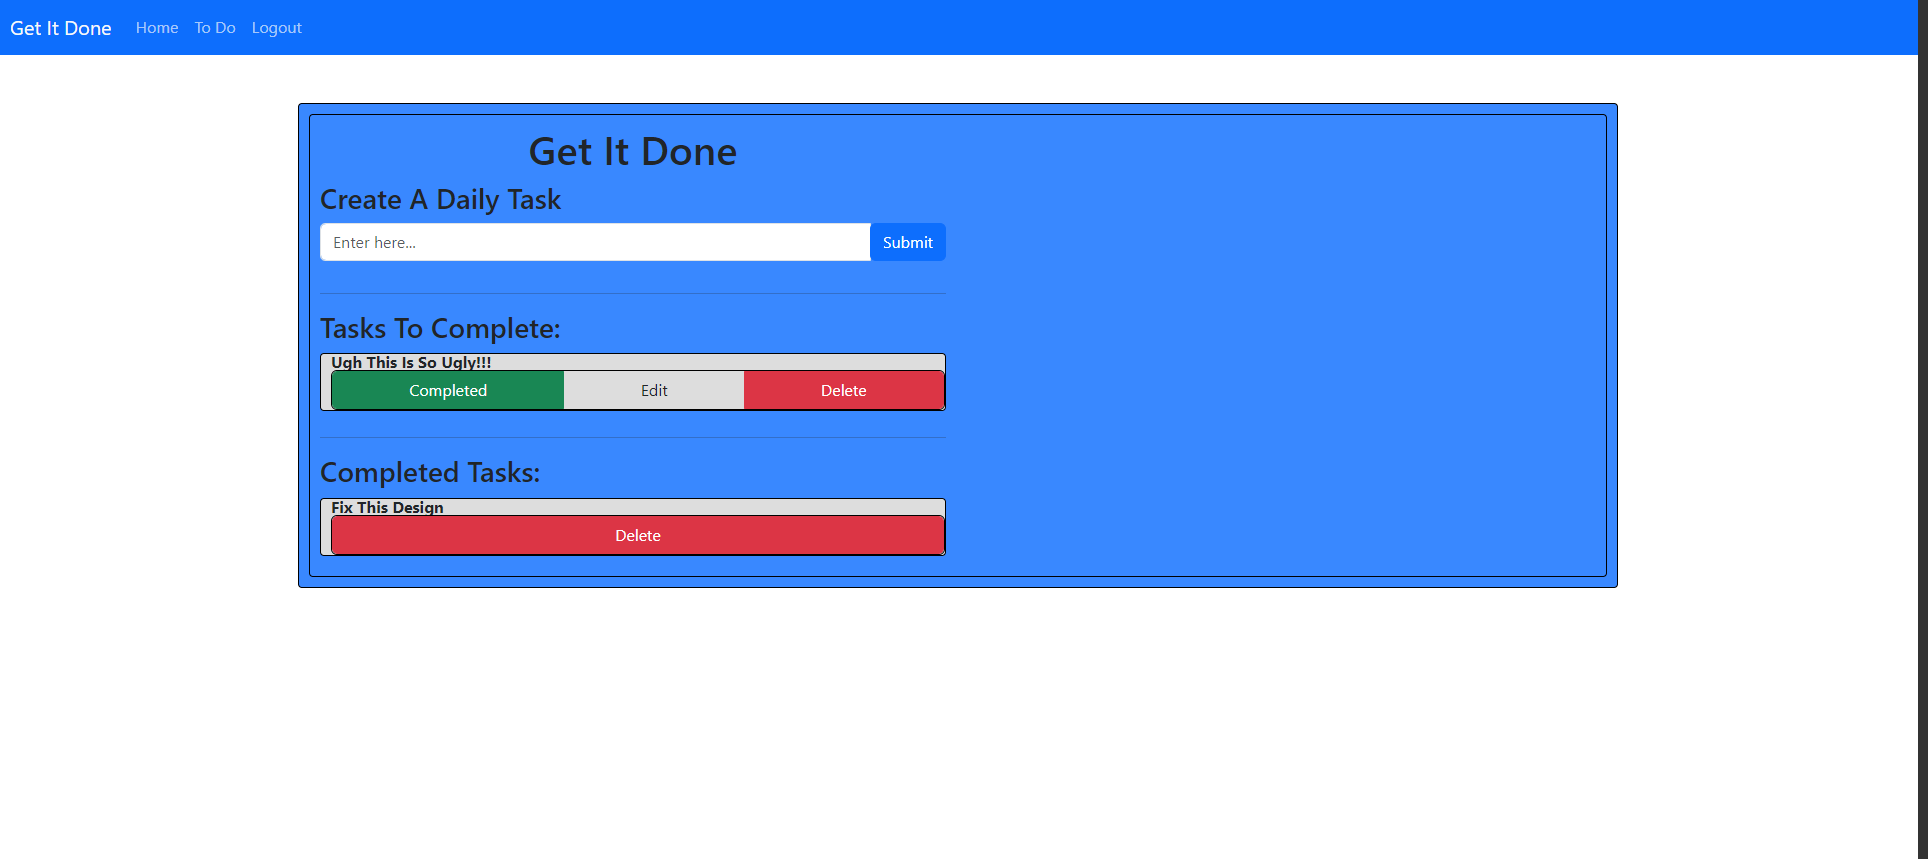 Get It Done Home To Do Logout
Get It Done
Create A Daily Task
Enter here... Submit
Tasks To Complete:
Ugh This Is So Ugly!!!
Completed Edit Delete
Completed Tasks:
Fix This Design
Delete